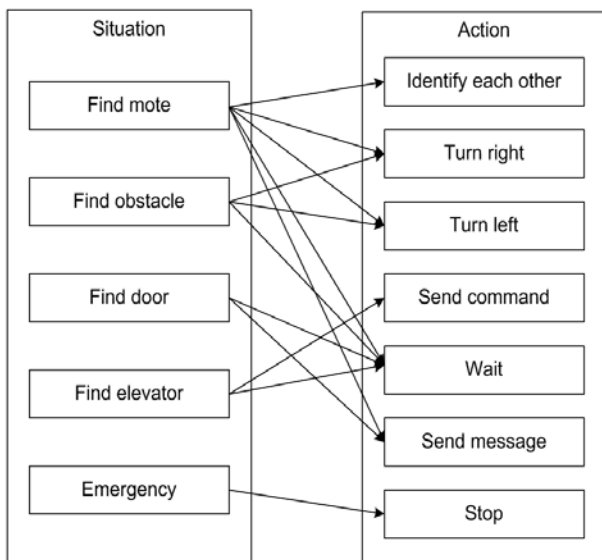 Situation
Find mote
Find obstacle
Find door
Find elevator
Emergency
Action
Identify each other
Turn right
Turn left
Send command
Wait
Send message
Stop